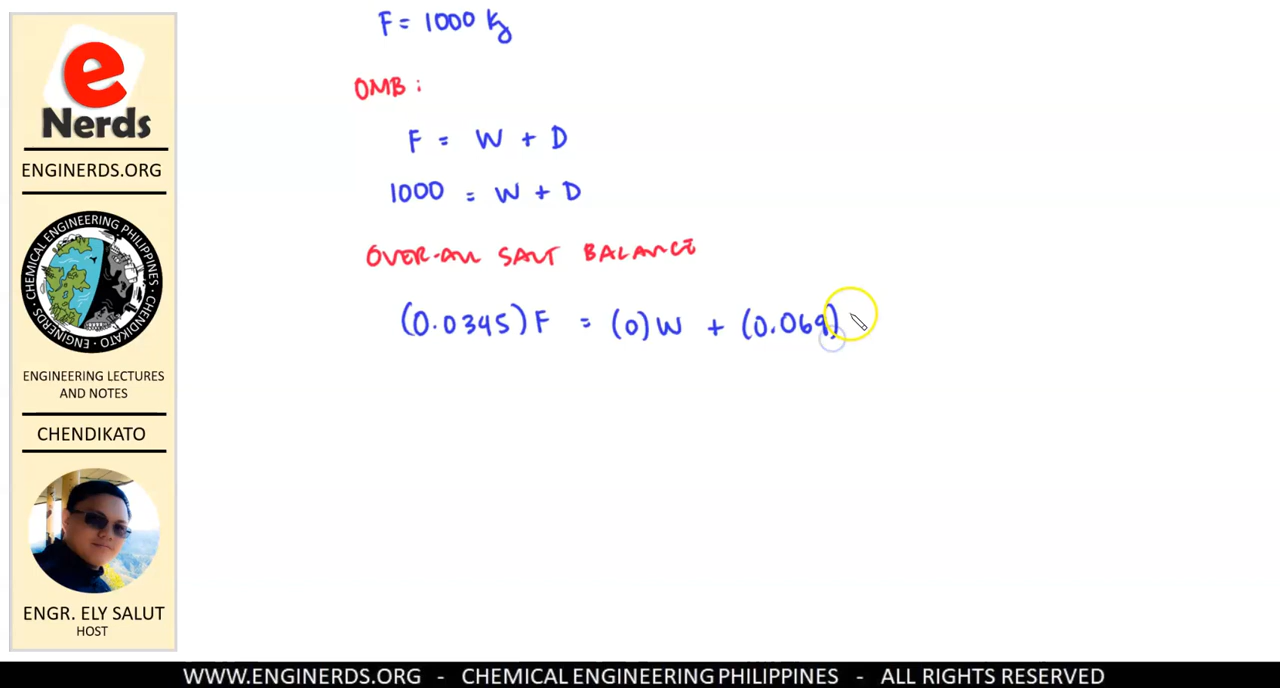 e
Nerds
ENGINERDS.ORG
CHEMICAL ENGINEERING PHILIPPINES
CHENDIKATO
ENGINEERING LECTURES
AND NOTES
CHENDIKATO
ENGR. ELY SALUT
HOST
F = 1000 kg
OMB :
F = W + D
1000 = W + D
OVER-ALL SALT BALANCE
(0.0345) F = (0) W + (0.069)
WWW.ENGINERDS.ORG - CHEMICAL ENGINEERING PHILIPPINES - ALL RIGHTS RESERVED